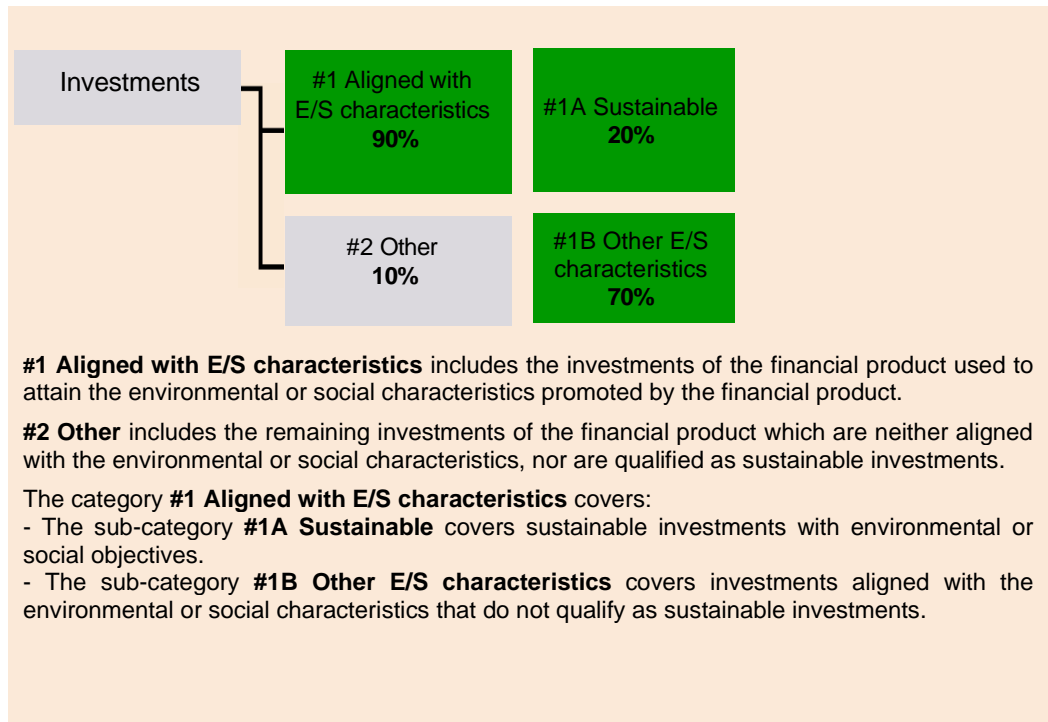 Investments
#1 Aligned with
E/S characteristics
90%
#1A Sustainable
20%
#2 Other
10%
#1B Other E/S
characteristics
70%
#1 Aligned with E/S characteristics includes the investments of the financial product used to
attain the environmental or social characteristics promoted by the financial product.
#2 Other includes the remaining investments of the financial product which are neither aligned
with the environmental or social characteristics, nor are qualified as sustainable investments.
The category #1 Aligned with E/S characteristics covers:
- The sub-category #1A Sustainable covers sustainable investments with environmental or
social objectives.
- The sub-category #1B Other E/S characteristics covers investments aligned with the
environmental or social characteristics that do not qualify as sustainable investments.